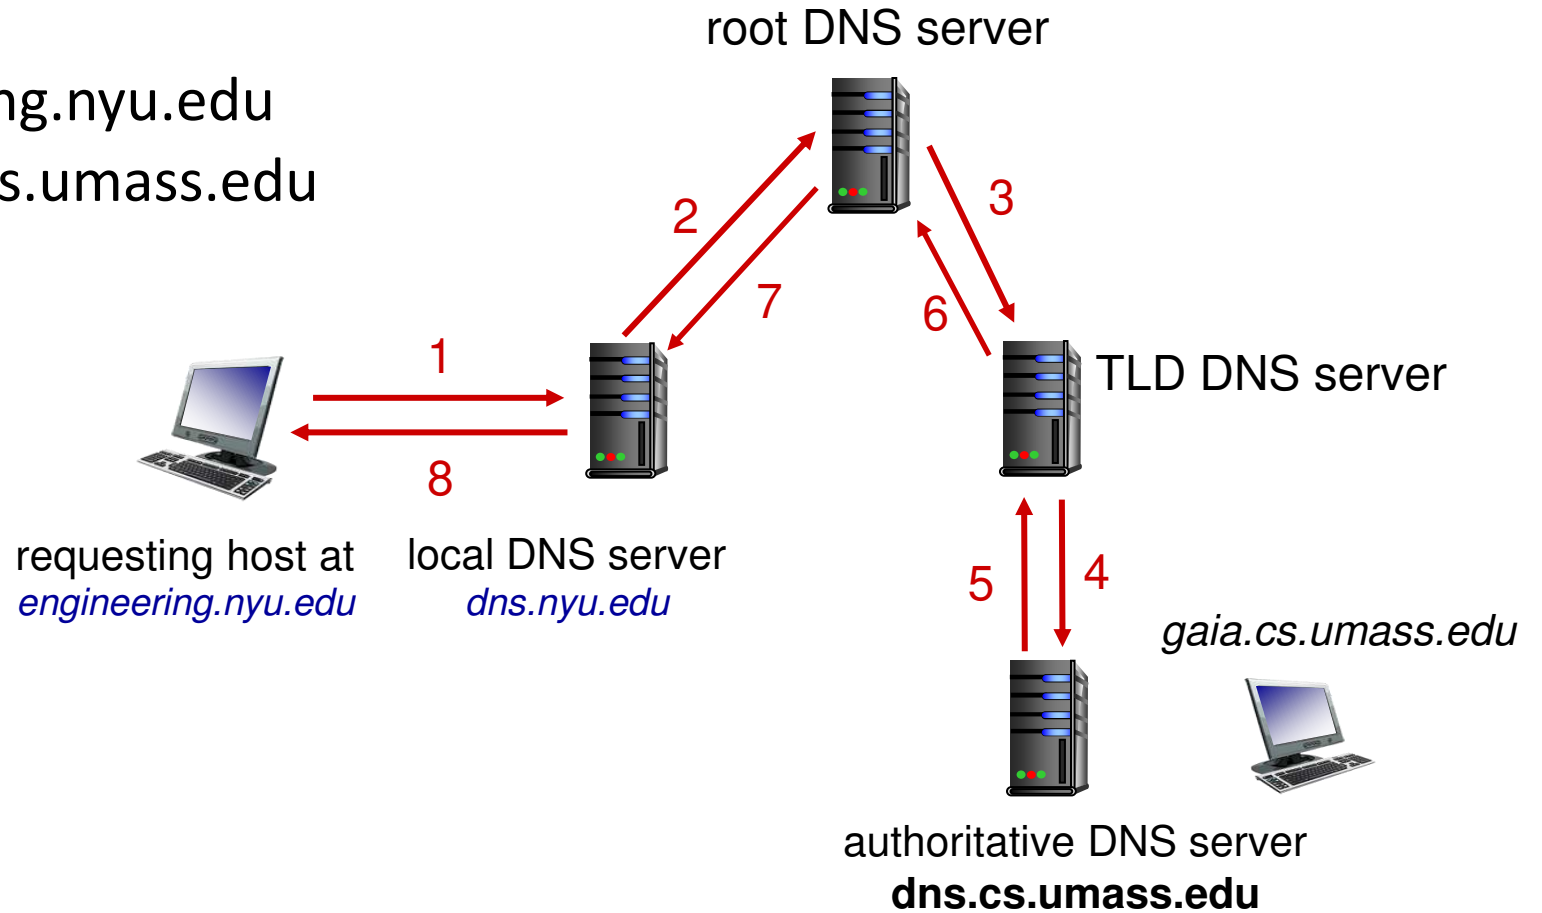 root DNS server
ng.nyu.edu
s.umass.edu
2
3
7
6
1
TLD DNS server
8
requesting host at
engineering.nyu.edu
local DNS server
dns.nyu.edu
5
4
gaia.cs.umass.edu
authoritative DNS server
dns.cs.umass.edu